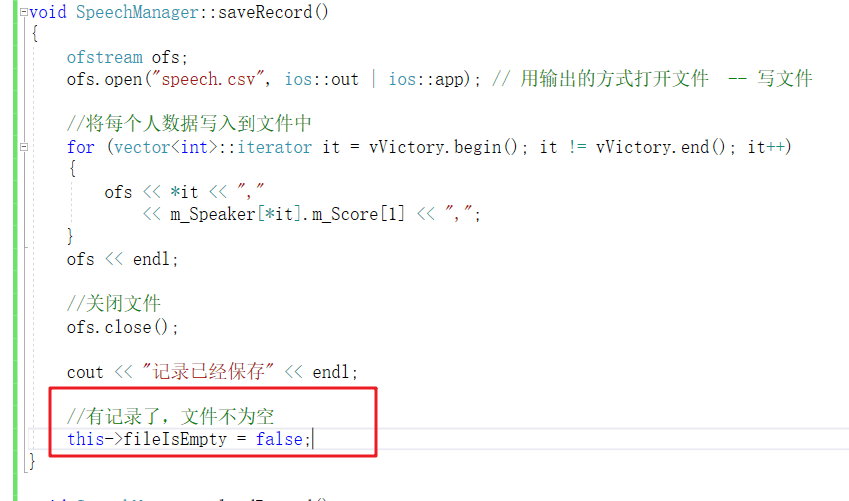 void SpeechManager::saveRecord()
{
ofstream ofs;
ofs.open("speech.csv", ios::out | ios::app); // 用输出的方式打开文件 -- 写文件
//将每个人数据写入到文件中
for (vector<int>::iterator it = vVictory.begin(); it != vVictory.end(); it++)
{
ofs << *it << ","
<< m_Speaker[*it].m_Score[1] << ",";
}
ofs << endl;
//关闭文件
ofs.close();
cout << "记录已经保存" << endl;
//有记录了，文件不为空
this->fileIsEmpty = false;
}